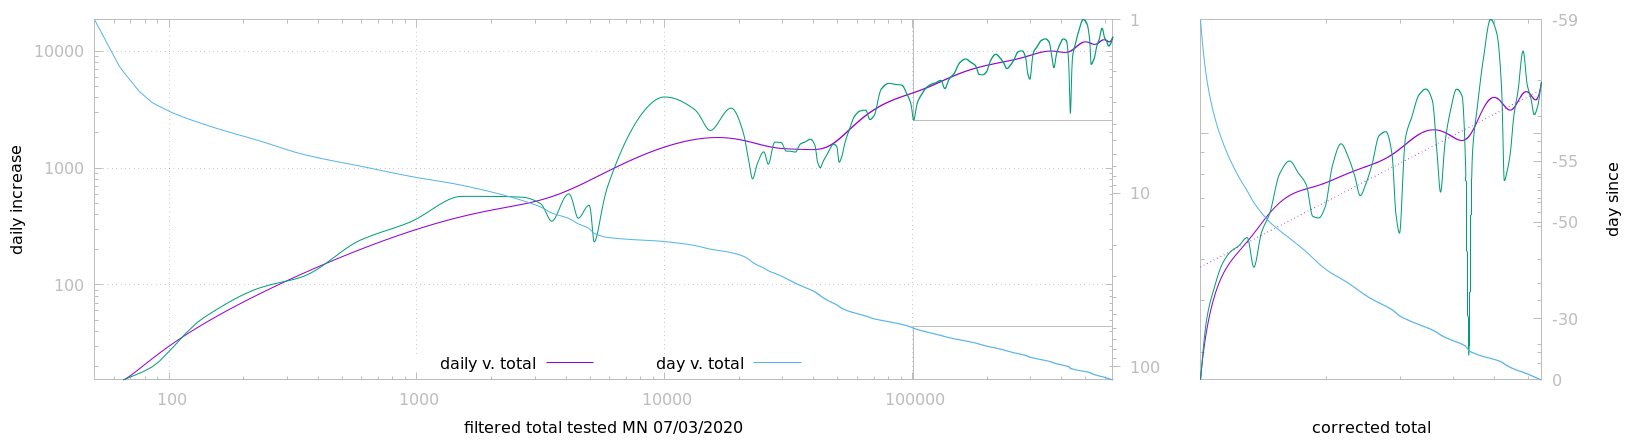 daily increase
10000
1000
100
100
1000
10000
100000
1
10
100
daily v. total
day v. total
filtered total tested MN 07/03/2020
-59
-55
-50
-30
0
day since
corrected total